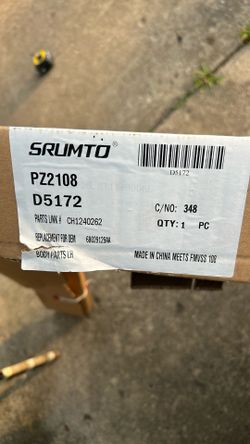 SRUMTO®
D5172
PZ2108
D5172
C/NO: 348
PARTS LINK # CH1240262
QTY: 1 PC
REPLACEMENT FOR OEM
BODY PARTS LH
MADE IN CHINA MEETS FMVSS 108